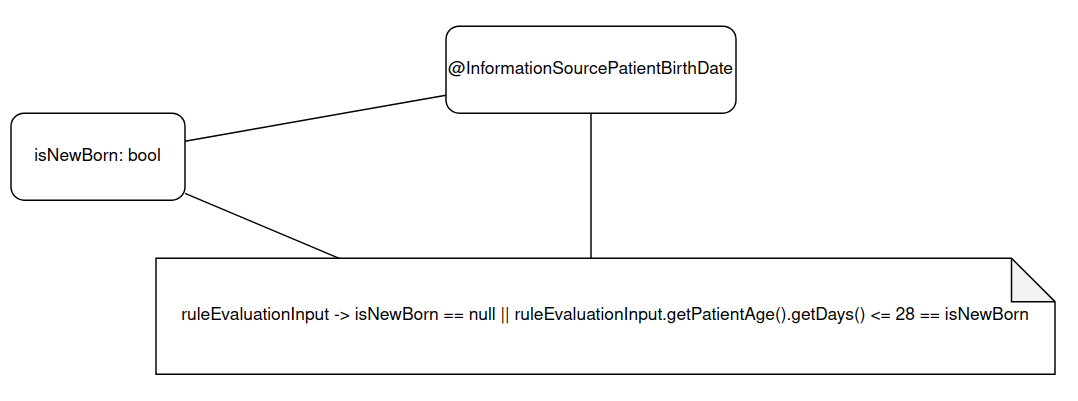 @InformationSourcePatientBirthDate
isNewBorn: bool
ruleEvaluationInput -> isNewBorn == null || ruleEvaluationInput.getPatientAge().getDays() <= 28 == isNewBorn